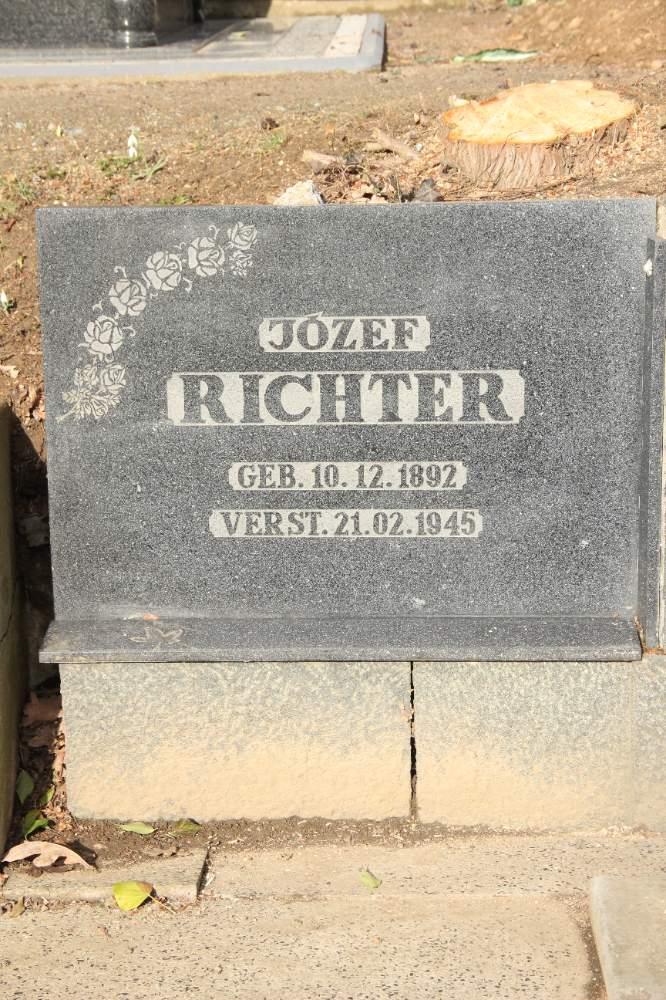 JÓZEF
RICHTER
GEB. 10. 12. 1892
VERST. 21.02.1945